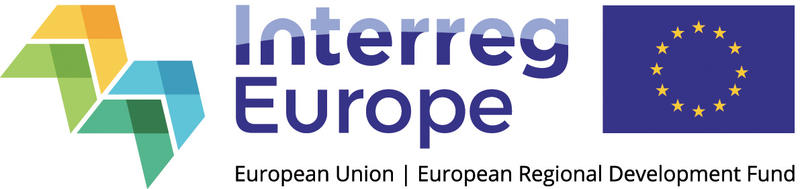 Interreg
Europe
European Union | European Regional Development Fund